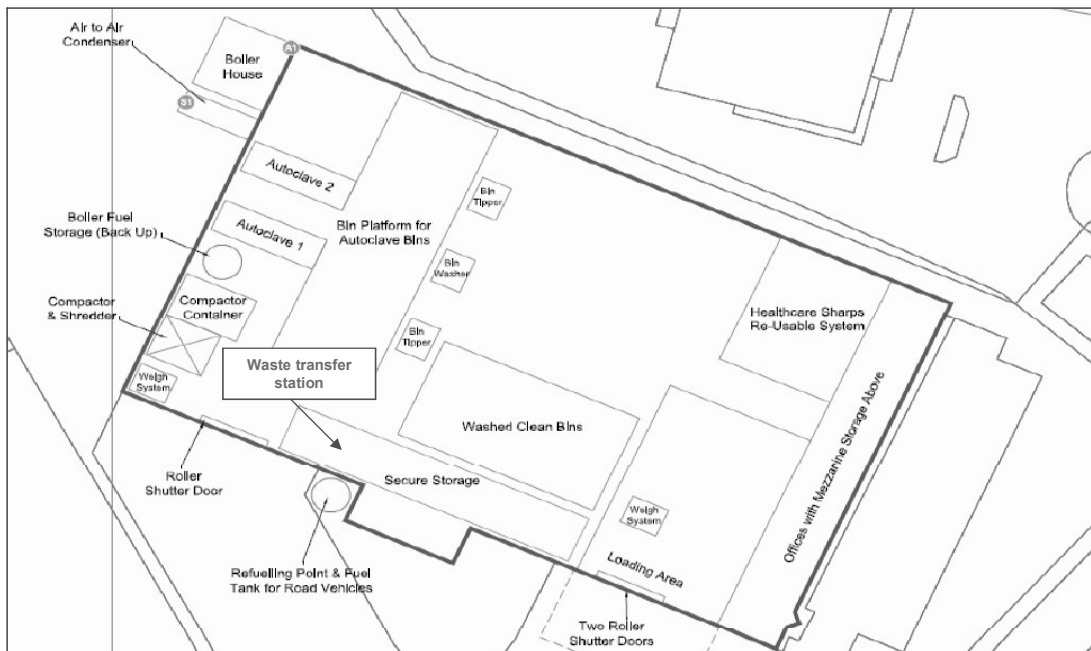 Air to Air
Condenser
Boiler
House
A1
S1
Autoclave 2
Boiler Fuel
Storage (Back Up)
Autoclave 1
Bin Platform for
Autoclave Bins
Bin
Tipper
Bin
Washer
Bin
Tipper
Compactor
& Shredder
Compactor
Container
Weigh
System
Waste transfer
station
Healthcare Sharps
Re-Usable System
Washed Clean Bins
Offices with Mezzanine Storage Above
Roller
Shutter Door
Secure Storage
Weigh
System
Loading Area
Refuelling Point & Fuel
Tank for Road Vehicles
Two Roller
Shutter Doors